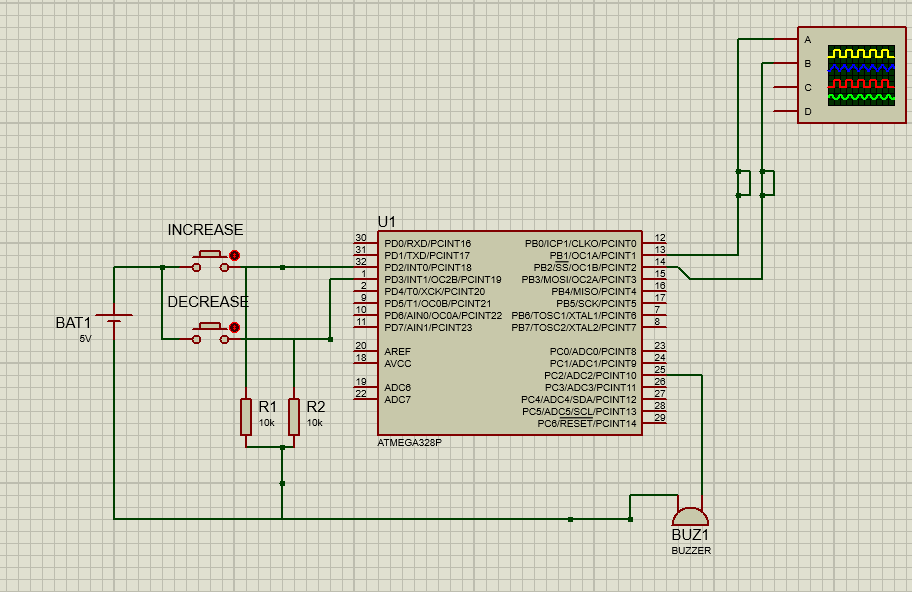 A
B
C
D
INCREASE
DECREASE
BAT1
5V
R1
10k
R2
10k
U1
30 PD0/RXD/PCINT16
31 PD1/TXD/PCINT17
32 PD2/INT0/PCINT18
1 PD3/INT1/OC2B/PCINT19
2 PD4/T0/XCK/PCINT20
9 PD5/T1/OC0B/PCINT21
10 PD6/AIN0/OC0A/PCINT22
11 PD7/AIN1/PCINT23
20 AREF
18 AVCC
19 ADC6
22 ADC7
PB0/ICP1/CLKO/PCINT0 12
PB1/OC1A/PCINT1 13
PB2/SS/OC1B/PCINT2 14
PB3/MOSI/OC2A/PCINT3 15
PB4/MISO/PCINT4 16
PB5/SCK/PCINT5 17
PB6/TOSC1/XTAL1/PCINT6 7
PB7/TOSC2/XTAL2/PCINT7 8
PC0/ADC0/PCINT8 23
PC1/ADC1/PCINT9 24
PC2/ADC2/PCINT10 25
PC3/ADC3/PCINT11 26
PC4/ADC4/SDA/PCINT12 27
PC5/ADC5/SCL/PCINT13 28
PC6/RESET/PCINT14 29
ATMEGA328P
BUZ1
BUZZER